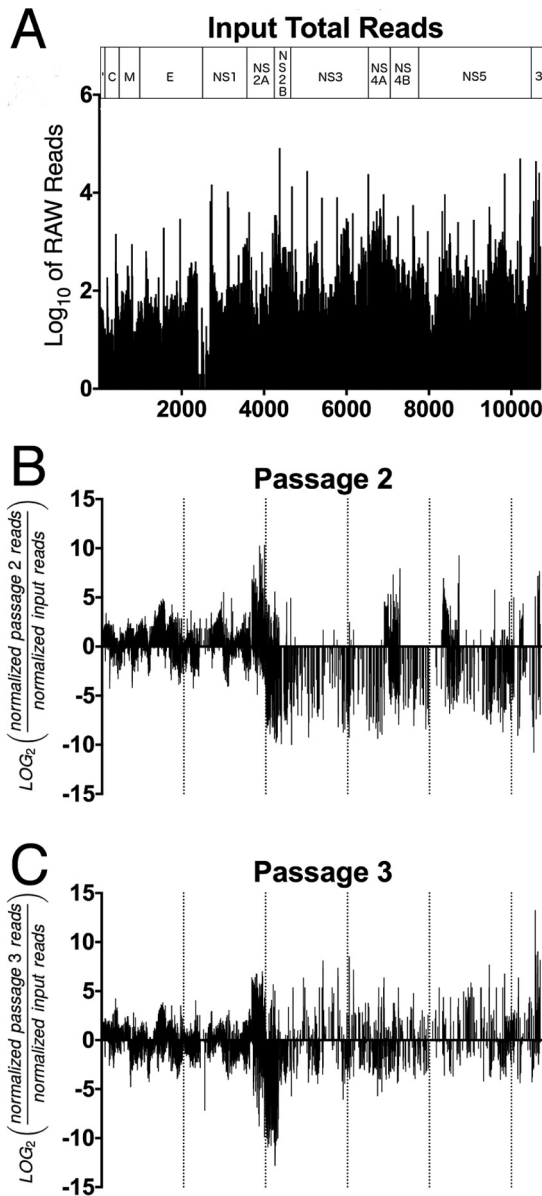 A
Input Total Reads
' C M E NS1 NS 2A NS 2B NS3 NS 4A NS 4B NS5 3
Log10 of RAW Reads
6
4
2
0
2000 4000 6000 8000 10000
B
Passage 2
LOG2 (normalized passage 2 reads / normalized input reads)
15
10
5
0
-5
-10
-15
C
Passage 3
LOG2 (normalized passage 3 reads / normalized input reads)
15
10
5
0
-5
-10
-15